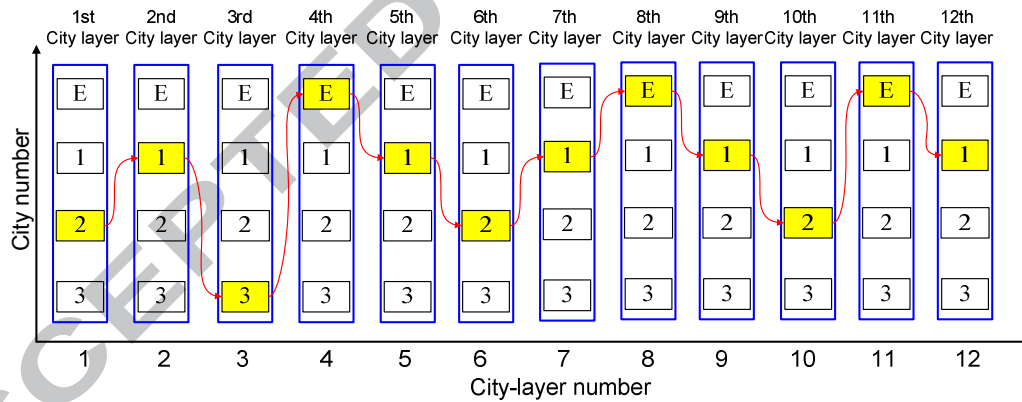 1st 2nd 3rd 4th 5th 6th 7th 8th 9th 10th 11th 12th
City layer City layer City layer City layer City layer City layer City layer City layer City layer City layer City layer City layer
E E E E E E E E E E E E
1 1 1 1 1 1 1 1 1 1 1 1
2 2 2 2 2 2 2 2 2 2 2 2
3 3 3 3 3 3 3 3 3 3 3 3
City number
1 2 3 4 5 6 7 8 9 10 11 12
City-layer number
CCEPTED